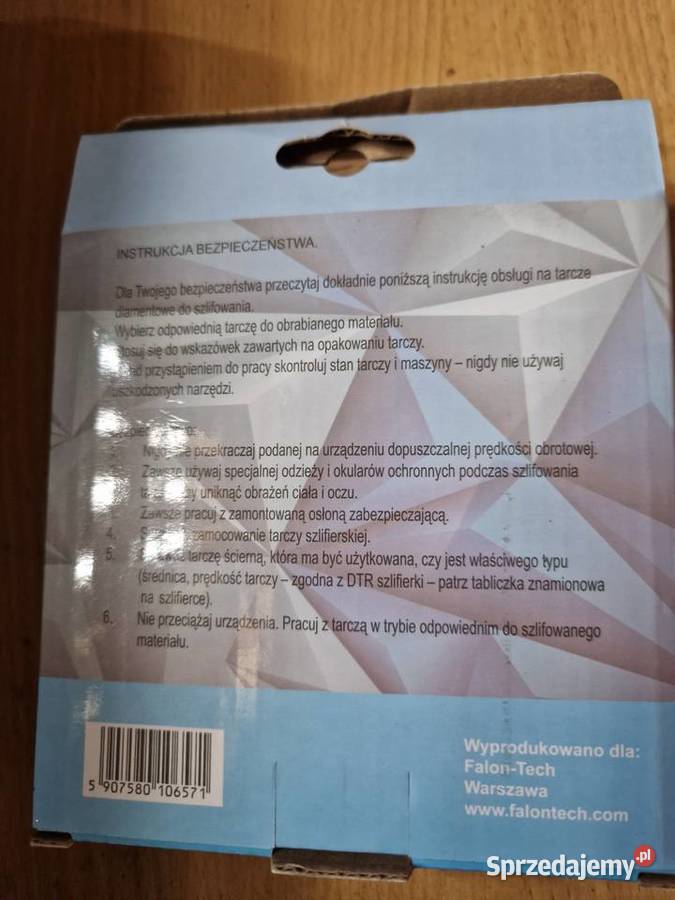 INSTRUKCJA BEZPIECZEŃSTWA.
Dla Twojego bezpieczeństwa przeczytaj dokładnie poniższą instrukcję obsługi na tarcze
diamentowe do szlifowania.
Wybierz odpowiednią tarczę do obrabianego materiału.
się do wskazówek zawartych na opakowaniu tarczy.
przystąpieniem do pracy skontroluj stan tarczy i maszyny – nigdy nie używaj
uszkodzonych narzędzi.
przekraczaj podanej na urządzeniu dopuszczalnej prędkości obrotowej.
Zawsze używaj specjalnej odzieży i okularów ochronnych podczas szlifowania
uniknąć obrażeń ciała i oczu.
Zawsze pracuj z zamontowaną osłoną zabezpieczającą.
4. zamocowanie tarczy szlifierskiej.
5. tarczę ścierną, która ma być użytkowana, czy jest właściwego typu
(średnica, prędkość tarczy – zgodna z DTR szlifierki – patrz tabliczka znamionowa
na szlifierce).
6. Nie przeciążaj urządzenia. Pracuj z tarczą w trybie odpowiednim do szlifowanego
materiału.
5 907580 106571
Wyprodukowano dla:
Falon-Tech
Warszawa
www.falontech.com
Sprzedajemy.pl